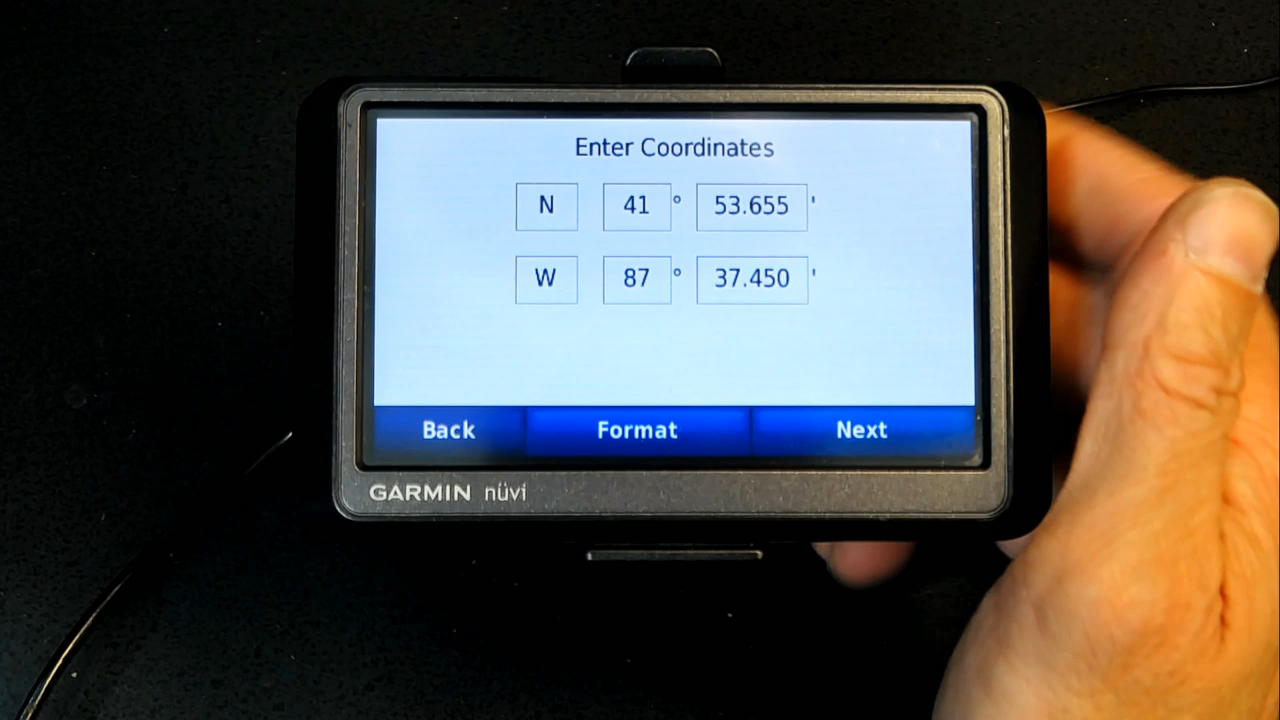 Enter Coordinates
N 41 ° 53.655 '
W 87 ° 37.450 '
Back Format Next
GARMIN nüvi